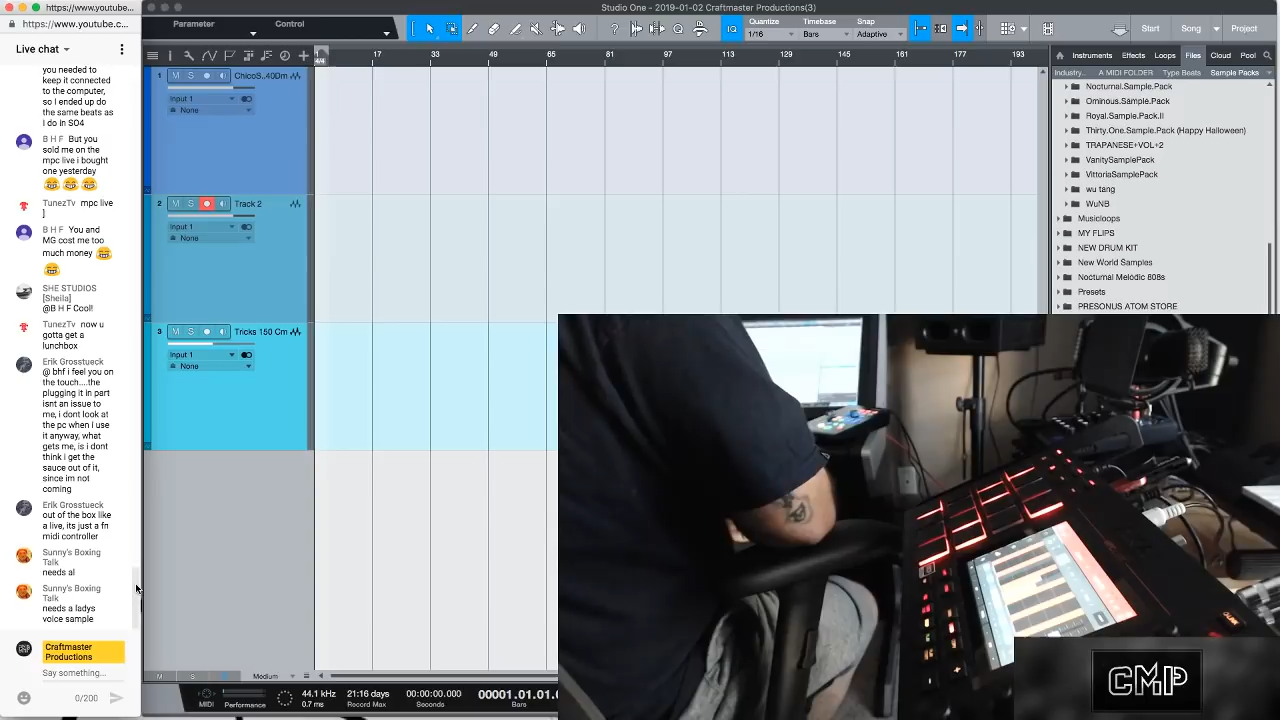 https://www.youtube...
Studio One - 2019-01-02 Craftmaster Productions(3)
https://www.youtube.c...
Parameter
Control
IQ
Quantize
Timebase
Snap
1/16
Bars
Adaptive
Start
Song
Project
Live chat
4/4
17
33
49
65
81
97
113
129
145
161
177
193
Instruments
Effects
Loops
Files
Cloud
Pool
Industry..
A MIDI FOLDER
Type Beats
Sample Packs
you needed to
keep it connected
to the computer,
so I ended up do
the same beats as
I do in SO4
B H F But you
sold me on the
mpc live i bought
one yesterday
TunezTv mpc live
]
B H F You and
MG cost me too
much money
SHE STUDIOS
[Sheila]
@B H F Cool!
TunezTv now u
gotta get a
lunchbox
Erik Grosstueck
@ bhf i feel you on
the touch....the
plugging it in part
isnt an issue to
me, i dont look at
the pc when I use
it anyway, what
gets me, is i dont
think I get the
sauce out of it,
since im not
coming
Erik Grosstueck
out of the box like
a live, its just a fn
midi controller
Sunny's Boxing
Talk
needs al
Sunny's Boxing
Talk
needs a ladys
voice sample
Craftmaster
Productions
Say something...
0/200
1 M S ChicoS..40Dm
Input 1
None
2 M S Track 2
Input 1
None
3 M S Tricks 150 Cm
Input 1
None
Nocturnal.Sample.Pack
Ominous.Sample.Pack
Royal.Sample.Pack.II
Thirty.One.Sample.Pack (Happy Halloween)
TRAPANESE+VOL+2
VanitySamplePack
VittoriaSamplePack
wu tang
WuNB
Musicloops
MY FLIPS
NEW DRUM KIT
New World Samples
Nocturnal Melodic 808s
Presets
PRESONUS ATOM STORE
M
S
Medium
MIDI
Performance
44.1 kHz
0.7 ms
21:16 days
Record Max
00:00:00.000
Seconds
00001.01.01.0
Bars
CMP